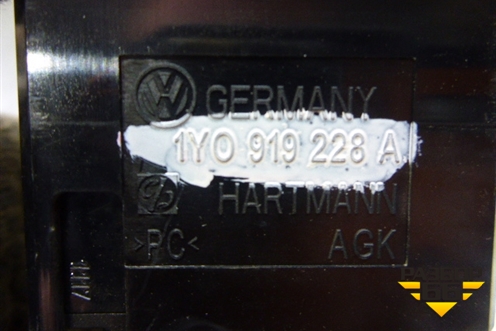 GERMANY
1Y0 919 228 A
HARTMANN
>PC< AGK